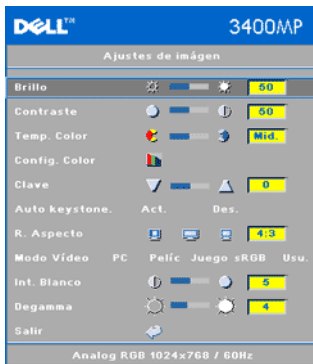 DELL™ 3400MP
Ajustes de imágen
Brillo 50
Contraste 50
Temp. Color Mid.
Config. Color
Clave 0
Auto keystone. Act. Des.
R. Aspecto 4:3
Modo Vídeo PC Pelíc Juego sRGB Usu.
Int. Blanco 5
Degamma 4
Salir
Analog RGB 1024x768 / 60Hz